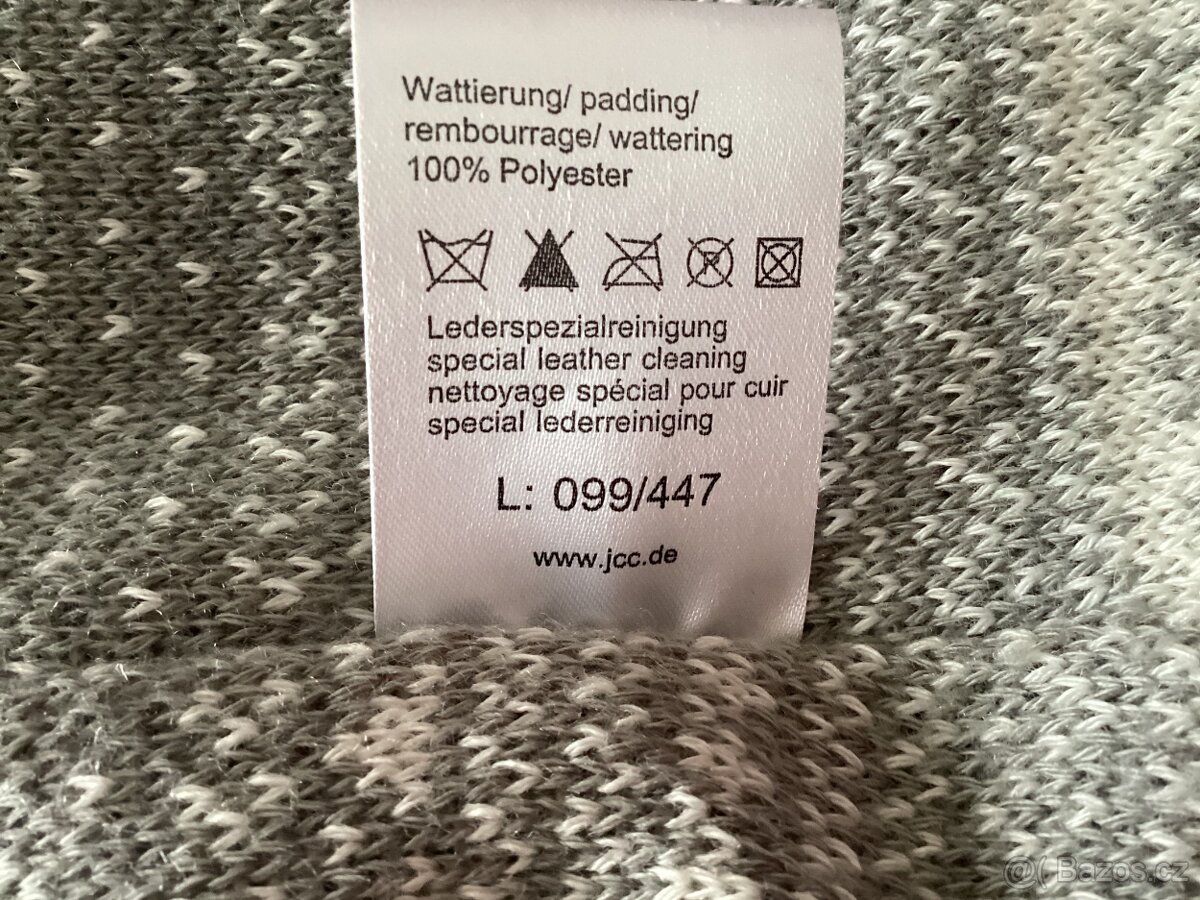 Wattierung/ padding/
rembourrage/ wattering
100% Polyester
P
Lederspezialreinigung
special leather cleaning
nettoyage spécial pour cuir
special lederreiniging
L: 099/447
www.jcc.de
@( Bazos.cz